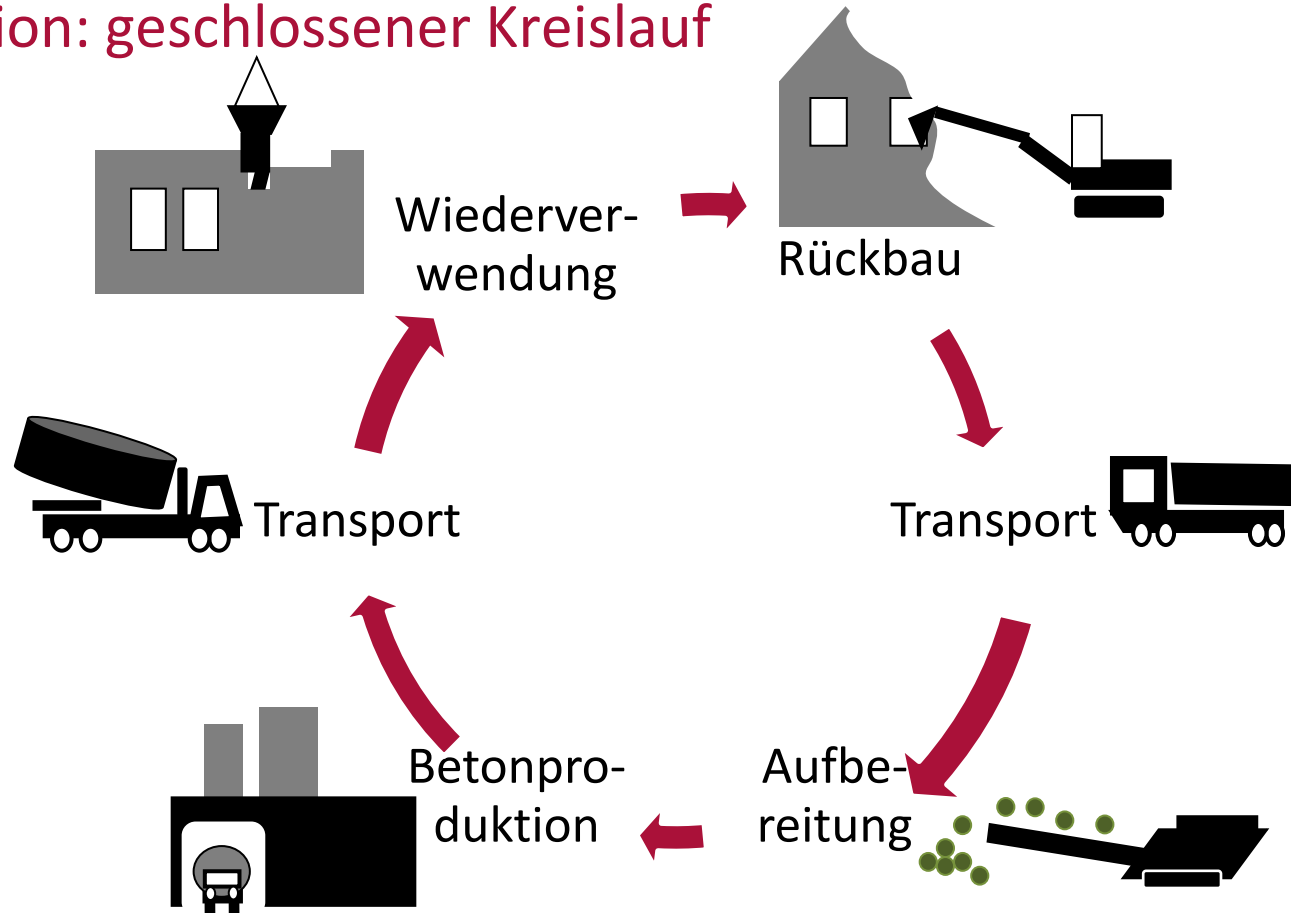 ion: geschlossener Kreislauf
Wiederver-
wendung
Rückbau
Transport
Transport
Betonpro-
duktion
Aufbe-
reitung